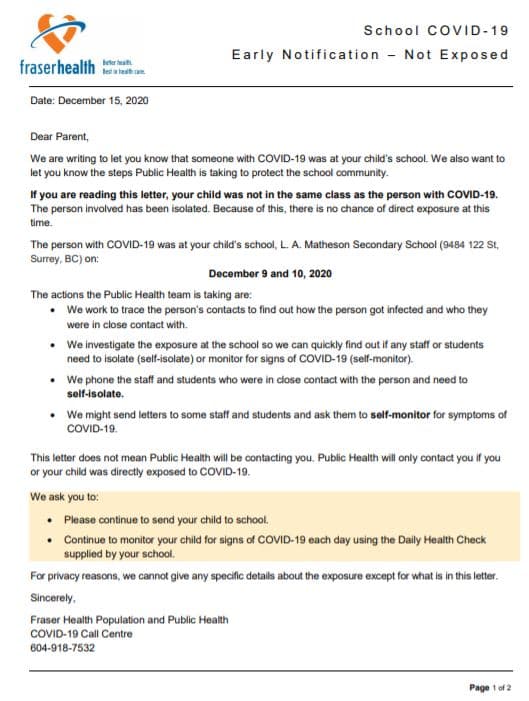 School COVID-19
Early Notification – Not Exposed
fraserhealth
Better health.
Best in health care.
Date: December 15, 2020
Dear Parent,
We are writing to let you know that someone with COVID-19 was at your child's school. We also want to
let you know the steps Public Health is taking to protect the school community.
If you are reading this letter, your child was not in the same class as the person with COVID-19.
The person involved has been isolated. Because of this, there is no chance of direct exposure at this
time.
The person with COVID-19 was at your child's school, L. A. Matheson Secondary School (9484 122 St,
Surrey, BC) on:
December 9 and 10, 2020
The actions the Public Health team is taking are:
• We work to trace the person's contacts to find out how the person got infected and who they
were in close contact with.
• We investigate the exposure at the school so we can quickly find out if any staff or students
need to isolate (self-isolate) or monitor for signs of COVID-19 (self-monitor).
• We phone the staff and students who were in close contact with the person and need to
self-isolate.
• We might send letters to some staff and students and ask them to self-monitor for symptoms of
COVID-19.
This letter does not mean Public Health will be contacting you. Public Health will only contact you if you
or your child was directly exposed to COVID-19.
We ask you to:
• Please continue to send your child to school.
• Continue to monitor your child for signs of COVID-19 each day using the Daily Health Check
supplied by your school.
For privacy reasons, we cannot give any specific details about the exposure except for what is in this letter.
Sincerely,
Fraser Health Population and Public Health
COVID-19 Call Centre
604-918-7532
Page 1 of 2